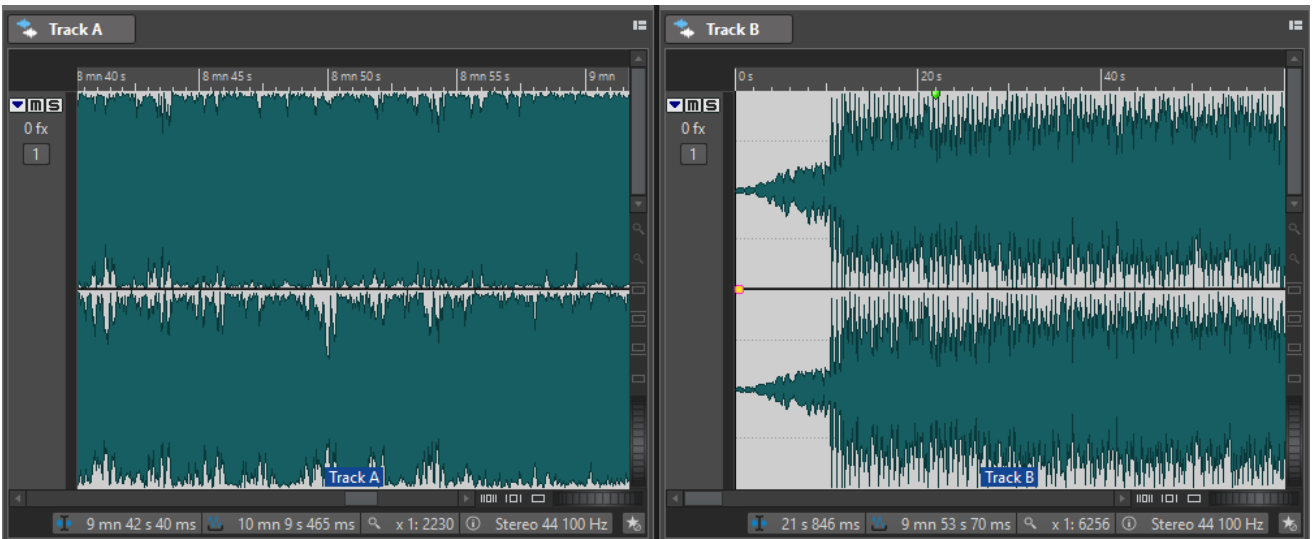 Track A
8 mn 40 s 8 mn 45 s 8 mn 50 s 8 mn 55 s 9 mn
m S
0 fx
1
Track A
9 mn 42 s 40 ms 10 mn 9 s 465 ms x 1: 2230 Stereo 44 100 Hz
Track B
0 s 20 s 40 s
m S
0 fx
1
Track B
21 s 846 ms 9 mn 53 s 70 ms x 1: 6256 Stereo 44 100 Hz